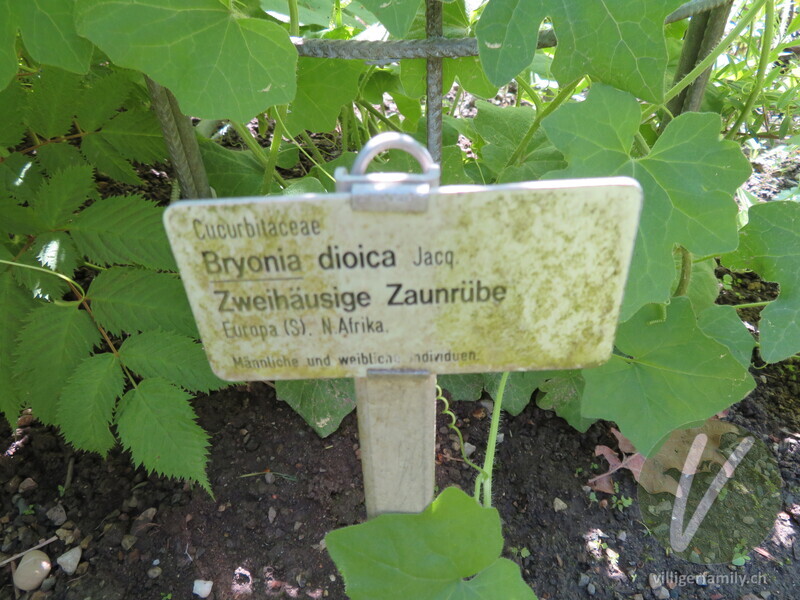 Cucurbitaceae
Bryonia dioica Jacq.
Zweihäusige Zaunrübe
Europa (S). N.Afrika.
Männliche und weibliche Individuen.
V
villigerfamily.ch